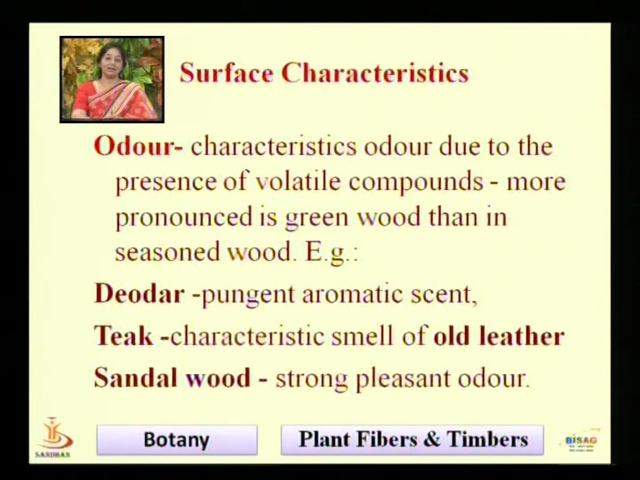 Surface Characteristics
Odour- characteristics odour due to the
presence of volatile compounds - more
pronounced is green wood than in
seasoned wood. E.g.:
Deodar -pungent aromatic scent,
Teak -characteristic smell of old leather
Sandal wood - strong pleasant odour.
SANDHAN
Botany
Plant Fibers & Timbers
BISAG